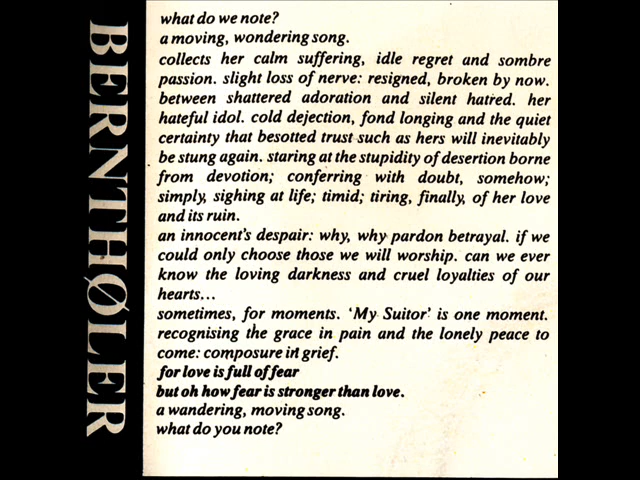 BERNTHØLER
what do we note?
a moving, wondering song.
collects her calm suffering, idle regret and sombre
passion. slight loss of nerve: resigned, broken by now.
between shattered adoration and silent hatred. her
hateful idol. cold dejection, fond longing and the quiet
certainty that besotted trust such as hers will inevitably
be stung again. staring at the stupidity of desertion borne
from devotion; conferring with doubt, somehow;
simply, sighing at life; timid; tiring, finally, of her love
and its ruin.
an innocent's despair: why, why pardon betrayal. if we
could only choose those we will worship. can we ever
know the loving darkness and cruel loyalties of our
hearts...
sometimes, for moments. 'My Suitor' is one moment.
recognising the grace in pain and the lonely peace to
come: composure in grief.
for love is full of fear
but oh how fear is stronger than love.
a wandering, moving song.
what do you note?